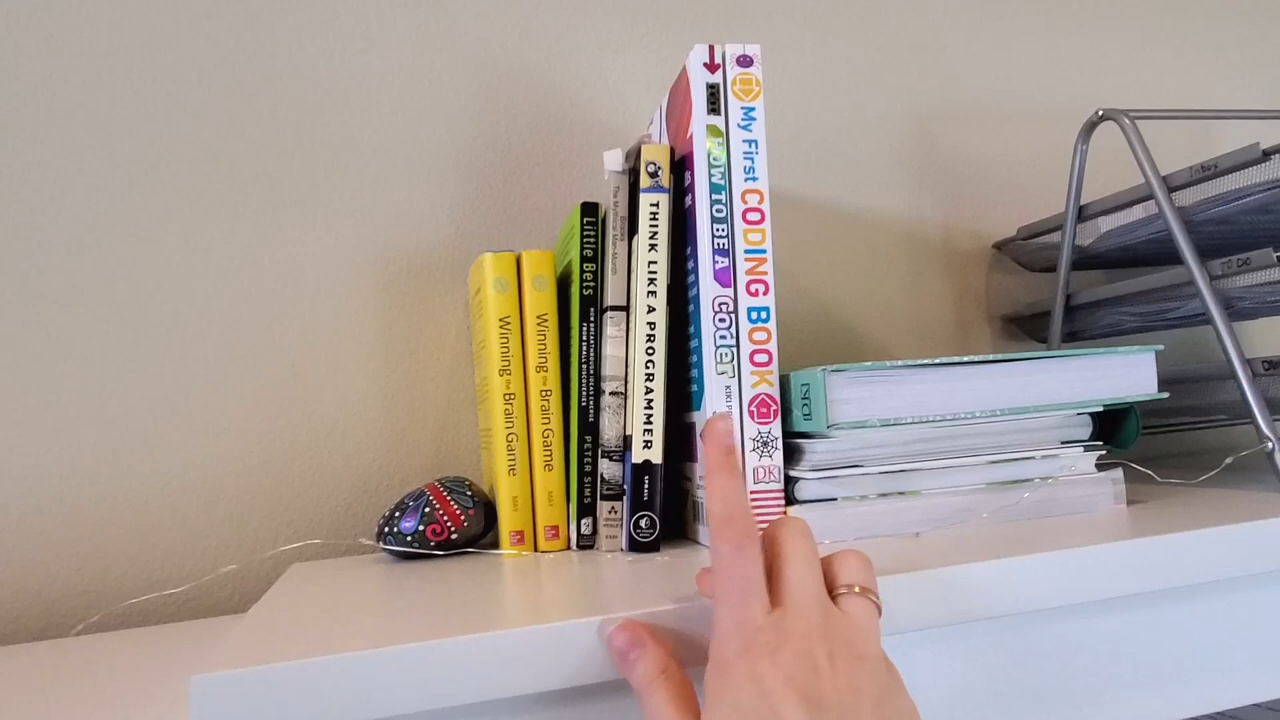 Winning the Brain Game
MAY
Winning the Brain Game
MAY
Little Bets
HOW BREAKTHROUGH IDEAS EMERGE
FROM SMALL DISCOVERIES
PETER SIMS
Brooks
The Mythical Man-Month
THINK LIKE A PROGRAMMER
SPRAUL
HOW TO BE A Coder
KIKI
My First CODING BOOK
DK
Inbox
TO DO